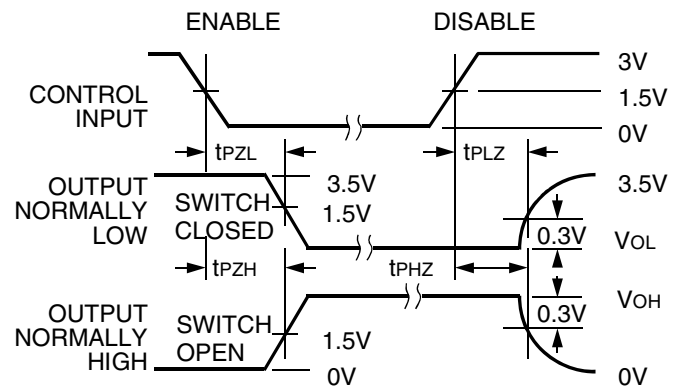 ENABLE DISABLE
CONTROL INPUT
3V
1.5V
0V
tPZL tPLZ
OUTPUT NORMALLY LOW
SWITCH CLOSED
3.5V
1.5V
3.5V
0.3V
VOL
tPZH tPHZ
OUTPUT NORMALLY HIGH
SWITCH OPEN
1.5V
0V
VOH
0.3V
0V